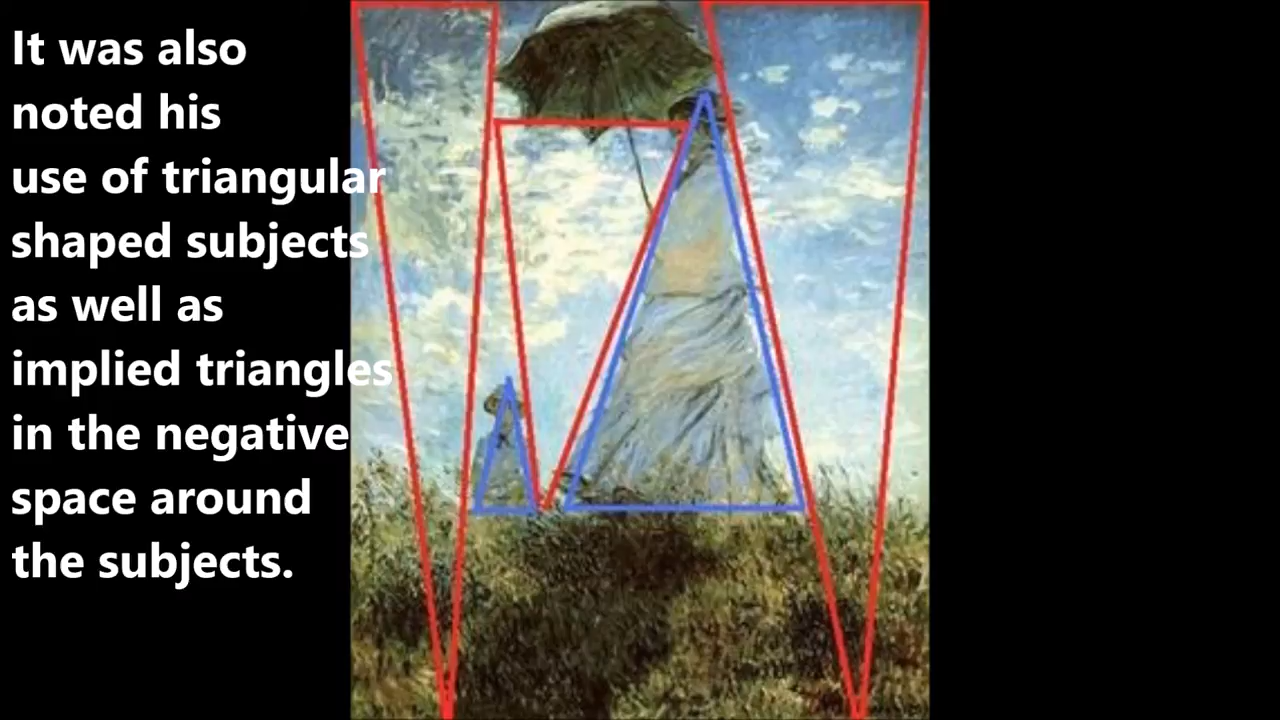 It was also
noted his
use of triangular
shaped subjects
as well as
implied triangles
in the negative
space around
the subjects.